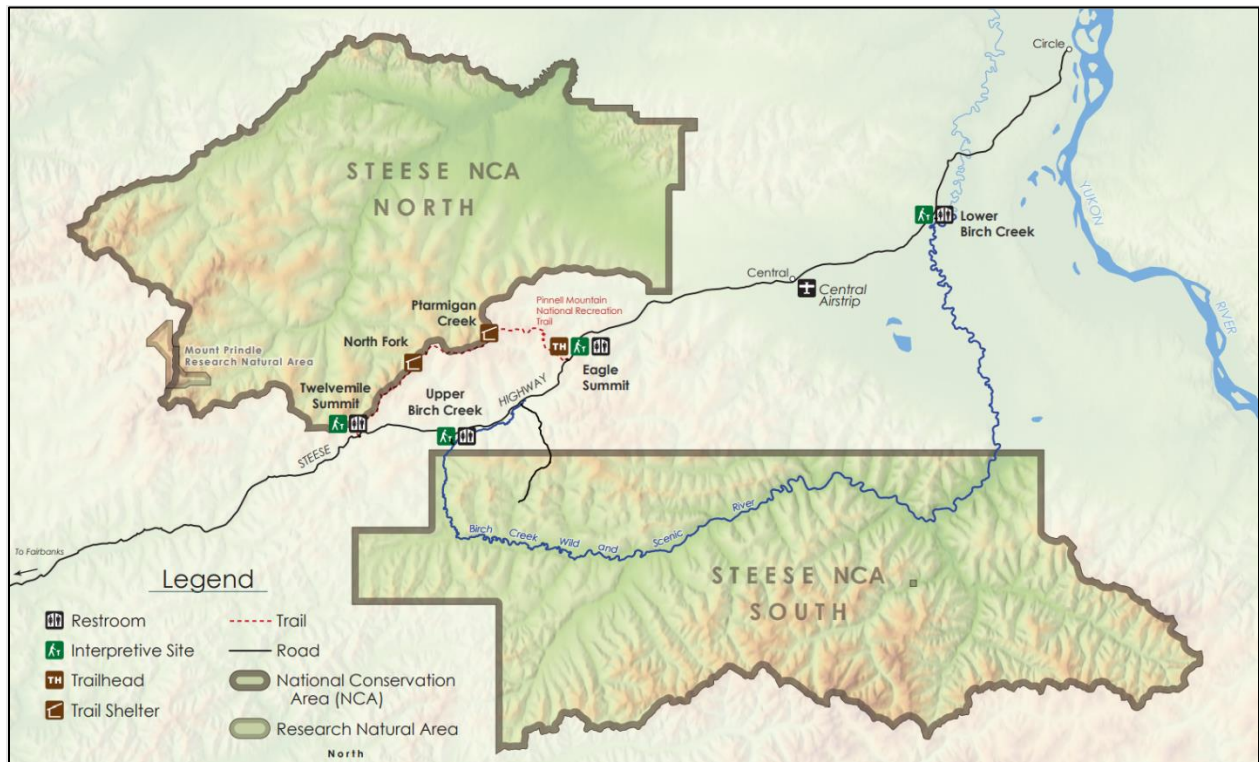 Circle
STEESE NCA
NORTH
YUKON
RIVER
Lower
Birch Creek
Central
Central
Airstrip
Ptarmigan
Creek
Pinnell Mountain
National Recreation
Trail
North Fork
Mount Prindle
Research Natural Area
TH
Eagle
Summit
Twelvemile
Summit
Upper
Birch Creek
HIGHWAY
STEESE
Birch Creek Wild and Scenic River
To Fairbanks
STEESE NCA
SOUTH
Legend
Restroom
Interpretive Site
TH Trailhead
Trail Shelter
Trail
Road
National Conservation
Area (NCA)
Research Natural Area
North